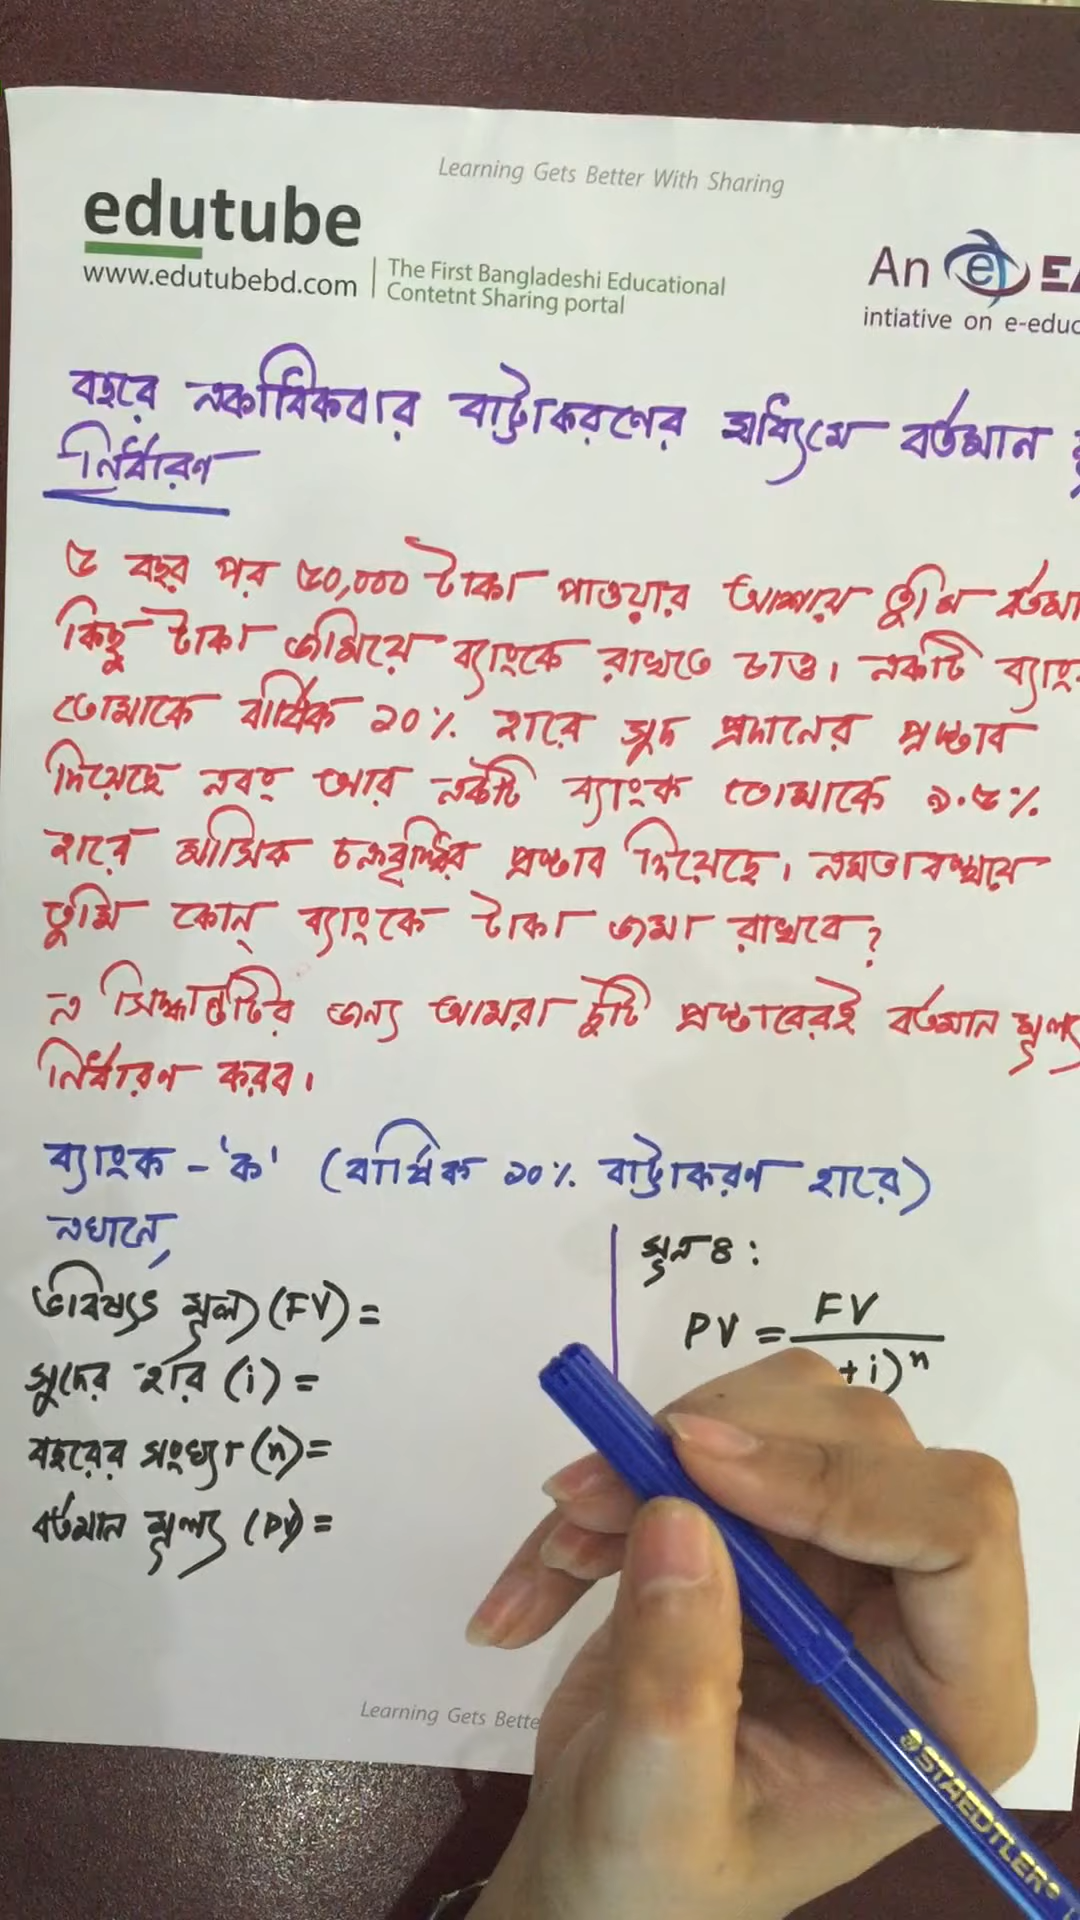 Learning Gets Better With Sharing
edutube
www.edutubebd.com
The First Bangladeshi Educational
Contetnt Sharing portal
An
intiative on e-educ
বছরে একাধিকবার বাট্টাকরণের মাধ্যমে বর্তমান
নির্ধারণ
৫ বছর পর ৫০,০০০ টাকা পাওয়ার আশায় তুমি বর্তমা
কিছু টাকা জমিয়ে ব্যাংকে রাখতে চাও। একটি ব্যাং
তোমাকে বার্ষিক ১০% হারে সুদ প্রদানের প্রস্তাব
দিয়েছে এবং আর একটি ব্যাংক তোমাকে ৯.৫%
হারে মাসিক চক্রবৃদ্ধির প্রস্তাব দিয়েছে। এমতাবস্থায়
তুমি কোন্ ব্যাংকে টাকা জমা রাখবে?
এ সিদ্ধান্তটির জন্য আমরা দুটি প্রস্তাবেরই বর্তমান মূল্য
নির্ধারণ করব।
ব্যাংক - 'ক' (বার্ষিক ১০% বাট্টাকরণ হারে)
এখানে,
ভবিষ্যৎ মূল্য (FV) =
সুদের হার (i) =
বছরের সংখ্যা (n) =
বর্তমান মূল্য (PV) =
সূত্র ৪ :
PV = FV
+ i)ⁿ
Learning Gets Bette
STAEDTLER